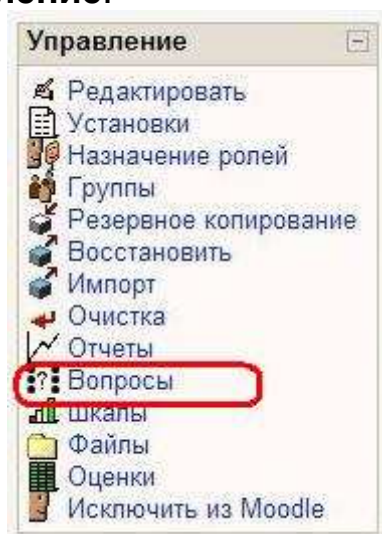 Управление
Редактировать
Установки
Назначение ролей
Группы
Резервное копирование
Восстановить
Импорт
Очистка
Отчеты
Вопросы
Шкалы
Файлы
Оценки
Исключить из Moodle